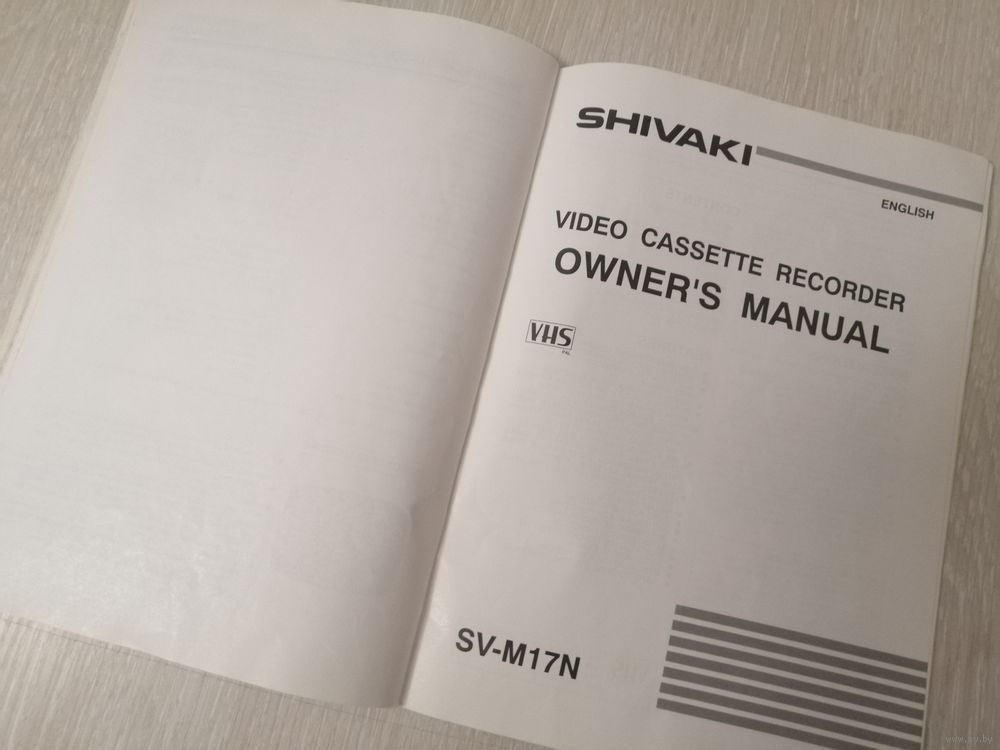 SHIVAKI
ENGLISH
VIDEO CASSETTE RECORDER
OWNER'S MANUAL
VHS
PAL
SV-M17N